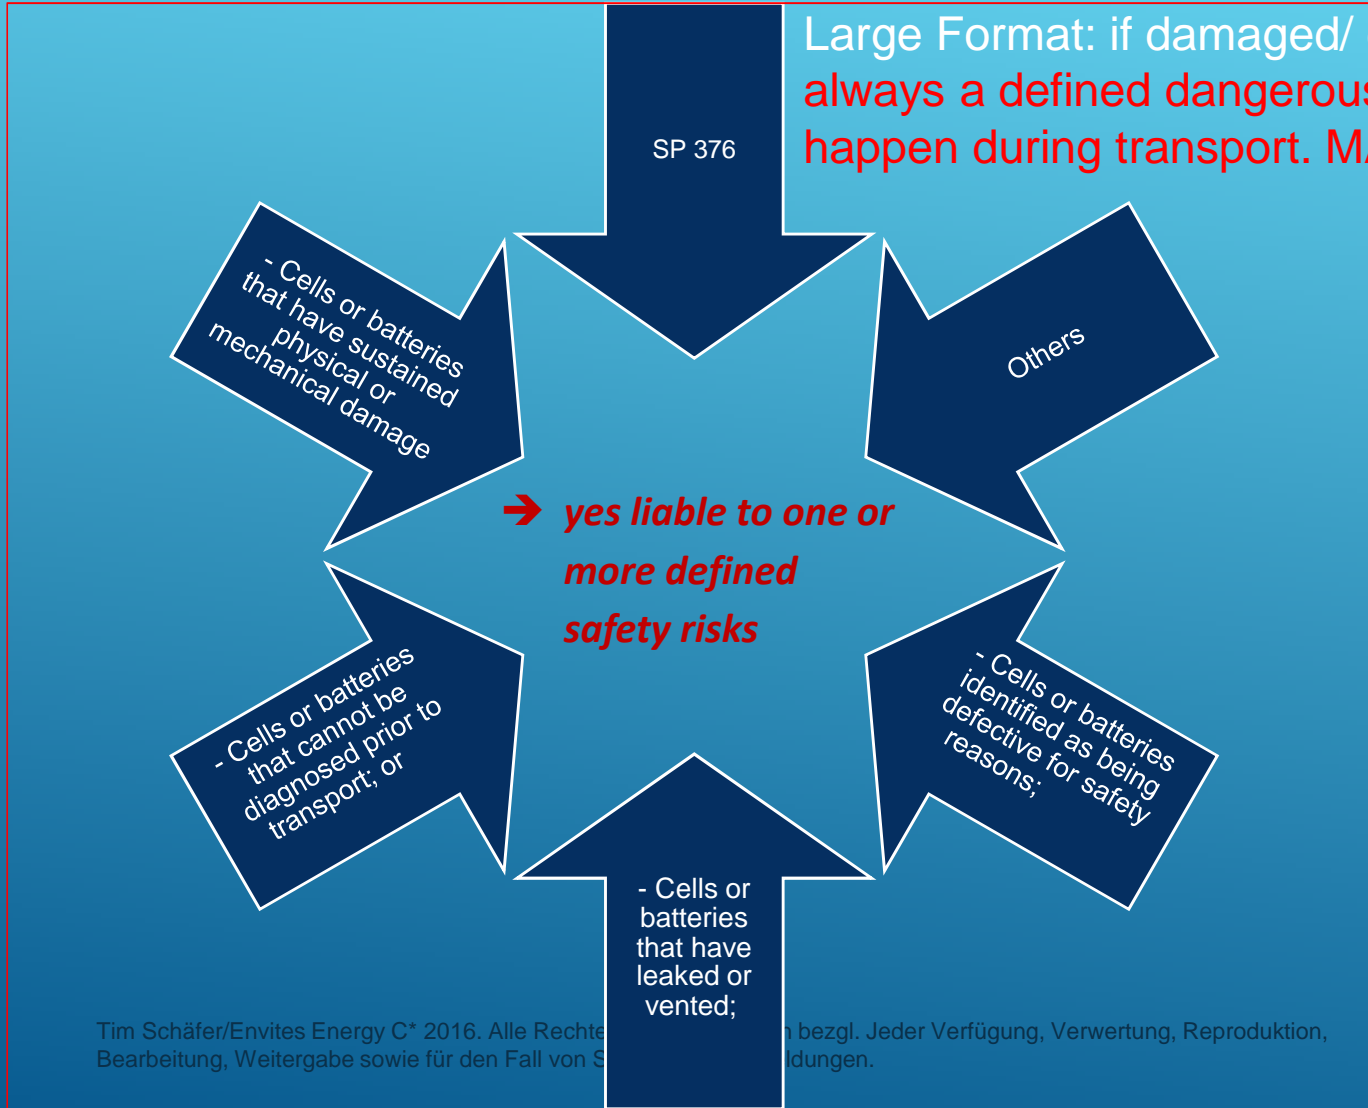 Large Format: if damaged/
always a defined dangerous
happen during transport.
SP 376
- Cells or batteries
that have sustained
physical or
mechanical damage
Others
➔ yes liable to one or
more defined
safety risks
- Cells or batteries
that cannot be
diagnosed prior to
transport; or
- Cells or batteries
identified as being
defective for safety
reasons;
- Cells or
batteries
that have
leaked or
vented;
Tim Schäfer/Envites Energy C* 2016. Alle Rechte bezgl. Jeder Verfügung, Verwertung, Reproduktion,
Bearbeitung, Weitergabe sowie für den Fall von